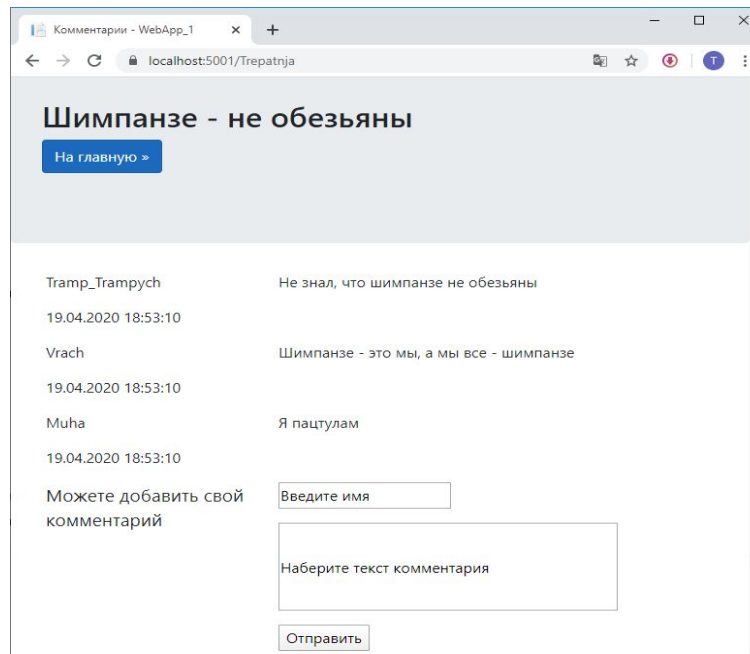 Комментарии - WebApp_1
localhost:5001/Trepatnja
T
Шимпанзе - не обезьяны
На главную »
Tramp_Trampych
Не знал, что шимпанзе не обезьяны
19.04.2020 18:53:10
Vrach
Шимпанзе - это мы, а мы все - шимпанзе
19.04.2020 18:53:10
Muha
Я пацтулам
19.04.2020 18:53:10
Можете добавить свой
комментарий
Введите имя
Наберите текст комментария
Отправить